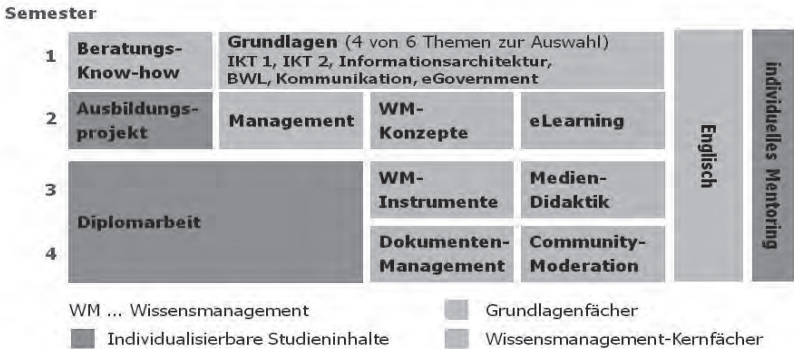 Semester
1
Beratungs-
Know-how
Grundlagen (4 von 6 Themen zur Auswahl)
IKT 1, IKT 2, Informationsarchitektur,
BWL, Kommunikation, eGovernment
2
Ausbildungs-
projekt
Management
WM-
Konzepte
eLearning
3
4
Diplomarbeit
WM-
Instrumente
Medien-
Didaktik
Dokumenten-
Management
Community-
Moderation
Englisch
individuelles Mentoring
WM ... Wissensmanagement
Grundlagenfächer
Individualisierbare Studieninhalte
Wissensmanagement-Kernfächer